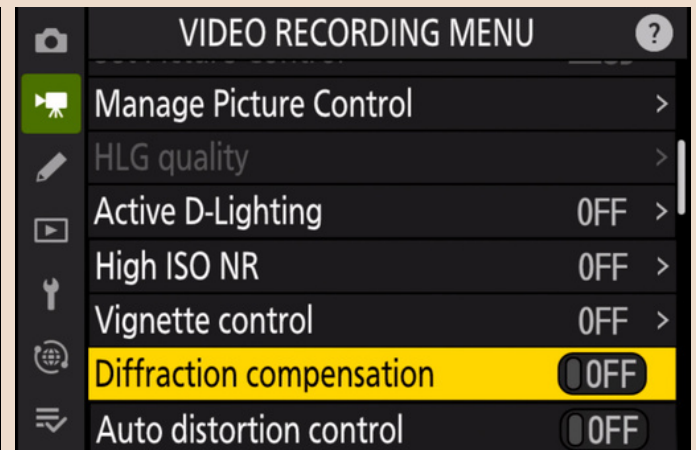 VIDEO RECORDING MENU ?
Manage Picture Control >
HLG quality >
Active D-Lighting OFF >
High ISO NR OFF >
Vignette control OFF >
Diffraction compensation OFF
Auto distortion control OFF